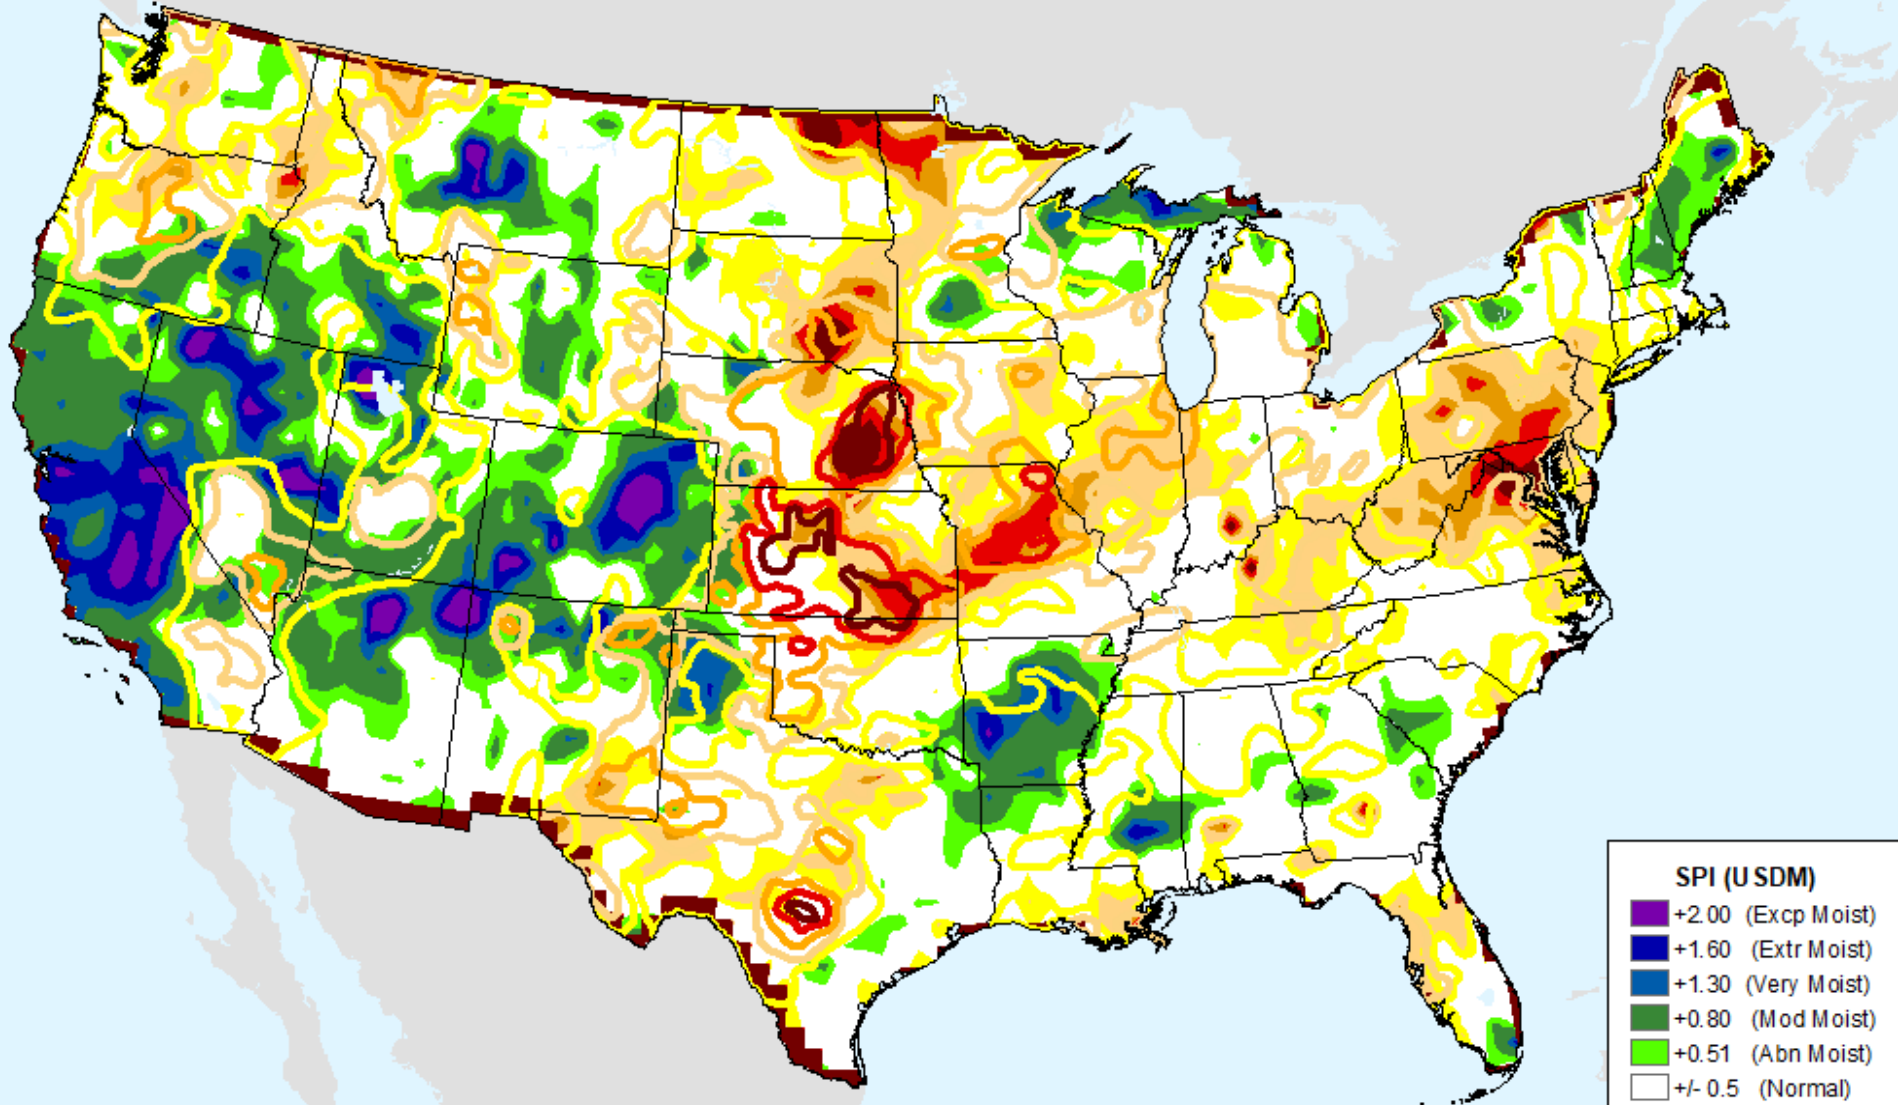 SPI (USDM)
+2.00 (Excp Moist)
+1.60 (Extr Moist)
+1.30 (Very Moist)
+0.80 (Mod Moist)
+0.51 (Abn Moist)
+/- 0.5 (Normal)